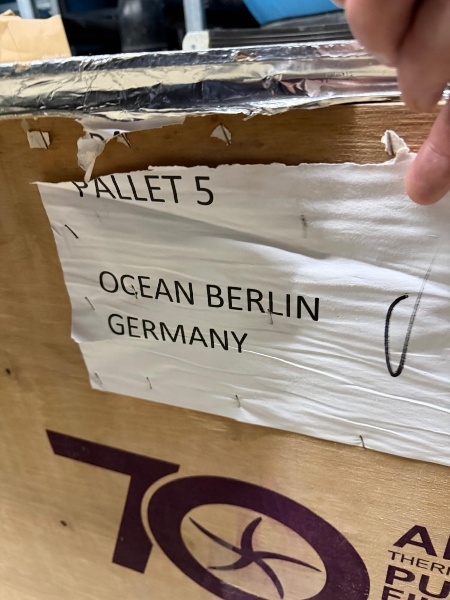 PALLET 5
OCEAN BERLIN
GERMANY
70